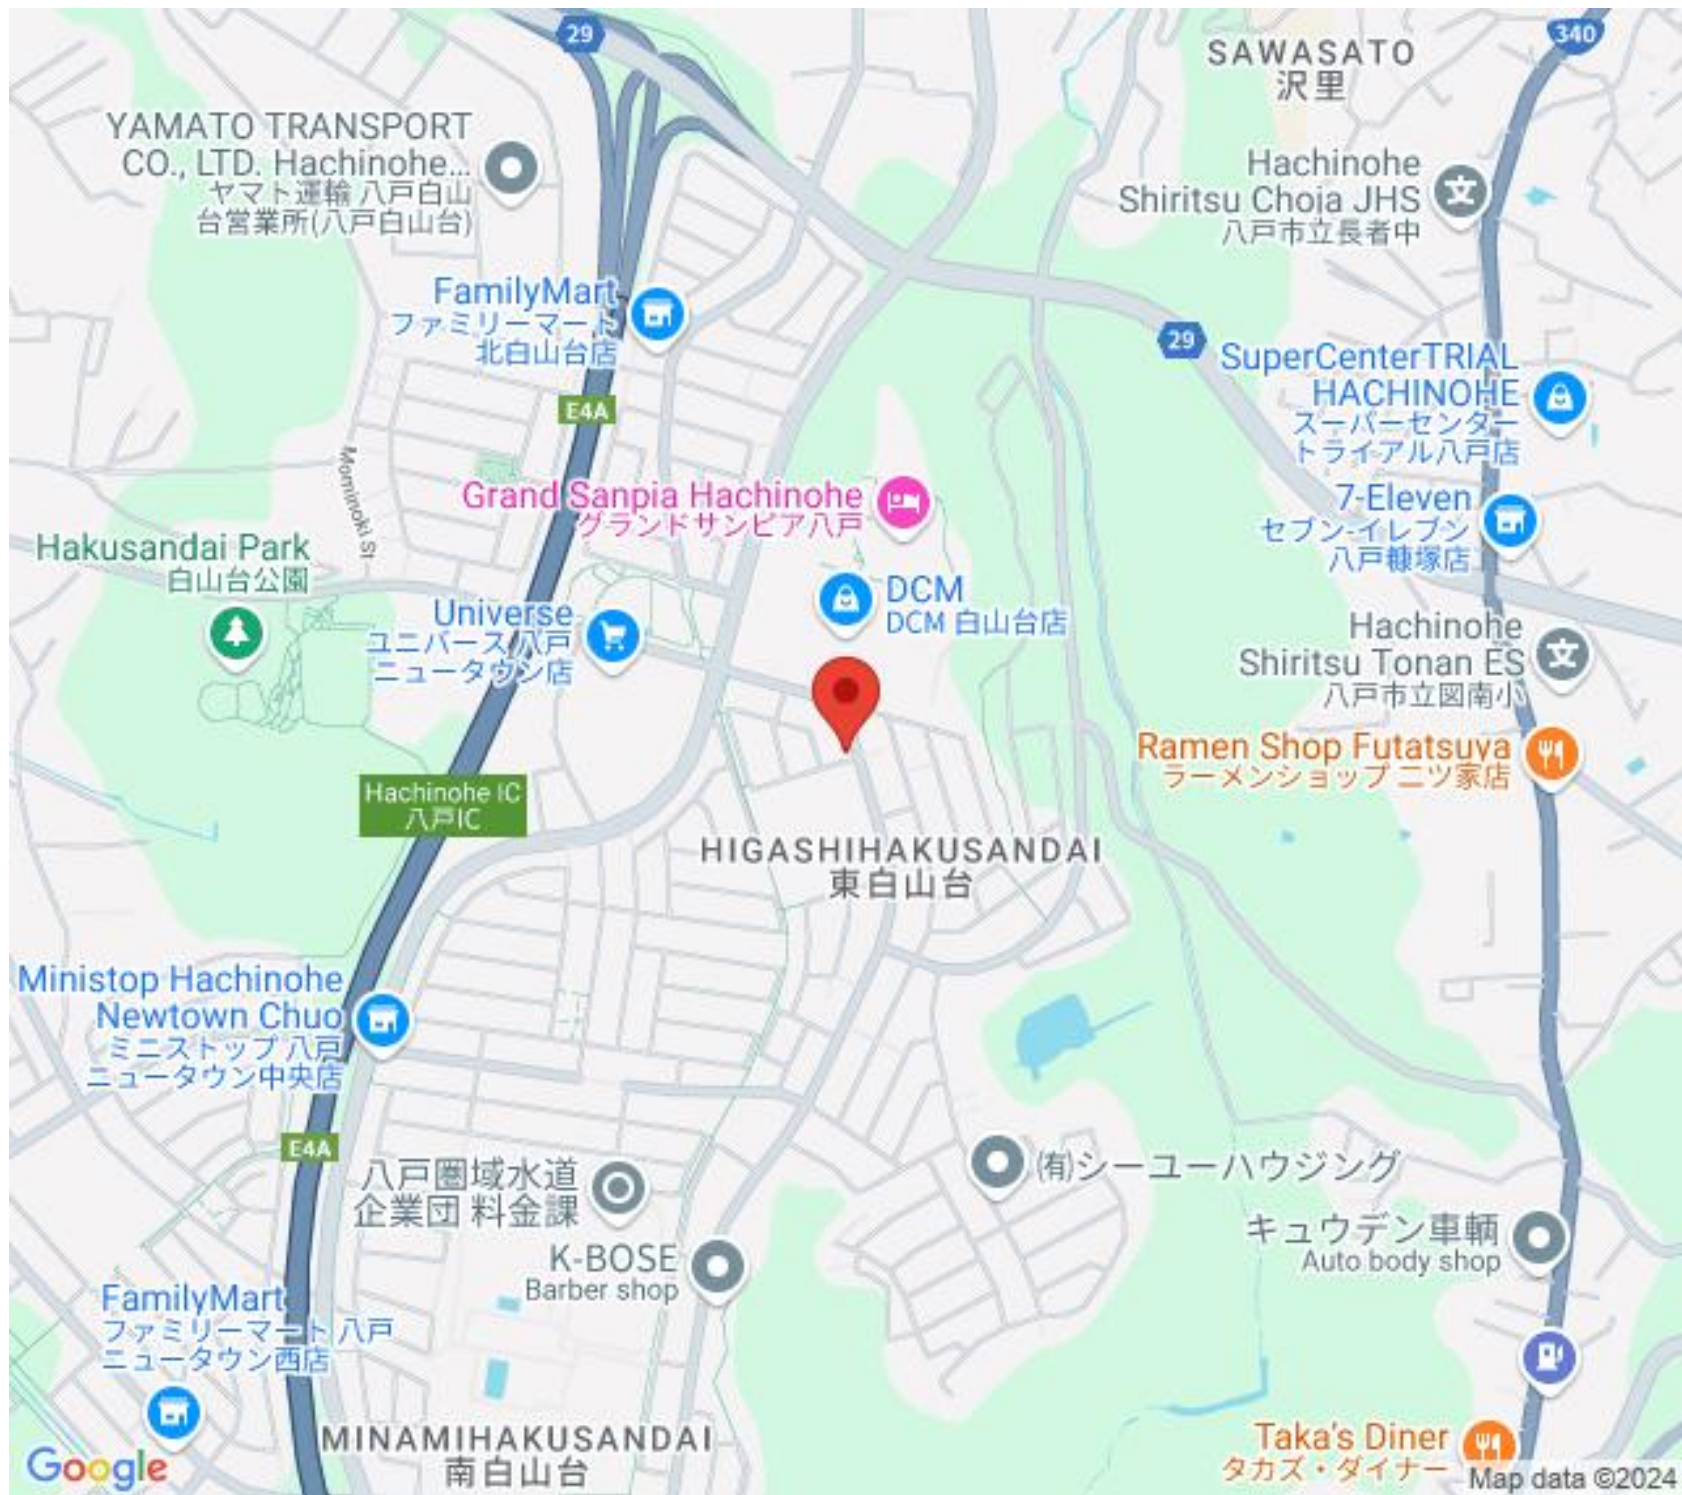 29
340
SAWASATO
沢里
YAMATO TRANSPORT
CO., LTD. Hachinohe...
ヤマト運輸 八戸白山
台営業所(八戸白山台)
Hachinohe
Shiritsu Choja JHS
八戸市立長者中
FamilyMart
ファミリーマート
北白山台店
29
SuperCenterTRIAL
HACHINOHE
スーパーセンター
トライアル八戸店
E4A
Mominoki St
Grand Sanpia Hachinohe
グランドサンピア八戸
7-Eleven
セブン-イレブン
八戸糠塚店
Hakusandai Park
白山台公園
Universe
ユニバース 八戸
ニュータウン店
DCM
DCM 白山台店
Hachinohe
Shiritsu Tonan ES
八戸市立図南小
Ramen Shop Futatsuya
ラーメンショップ 二ツ家店
Hachinohe IC
八戸IC
HIGASHIHAKUSANDAI
東白山台
Ministop Hachinohe
Newtown Chuo
ミニストップ 八戸
ニュータウン中央店
E4A
八戸圏域水道
企業団 料金課
㈲シーユーハウジング
K-BOSE
Barber shop
キュウデン車輌
Auto body shop
FamilyMart
ファミリーマート 八戸
ニュータウン西店
MINAMIHAKUSANDAI
南白山台
Taka's Diner
タカズ・ダイナー
Google
Map data ©2024